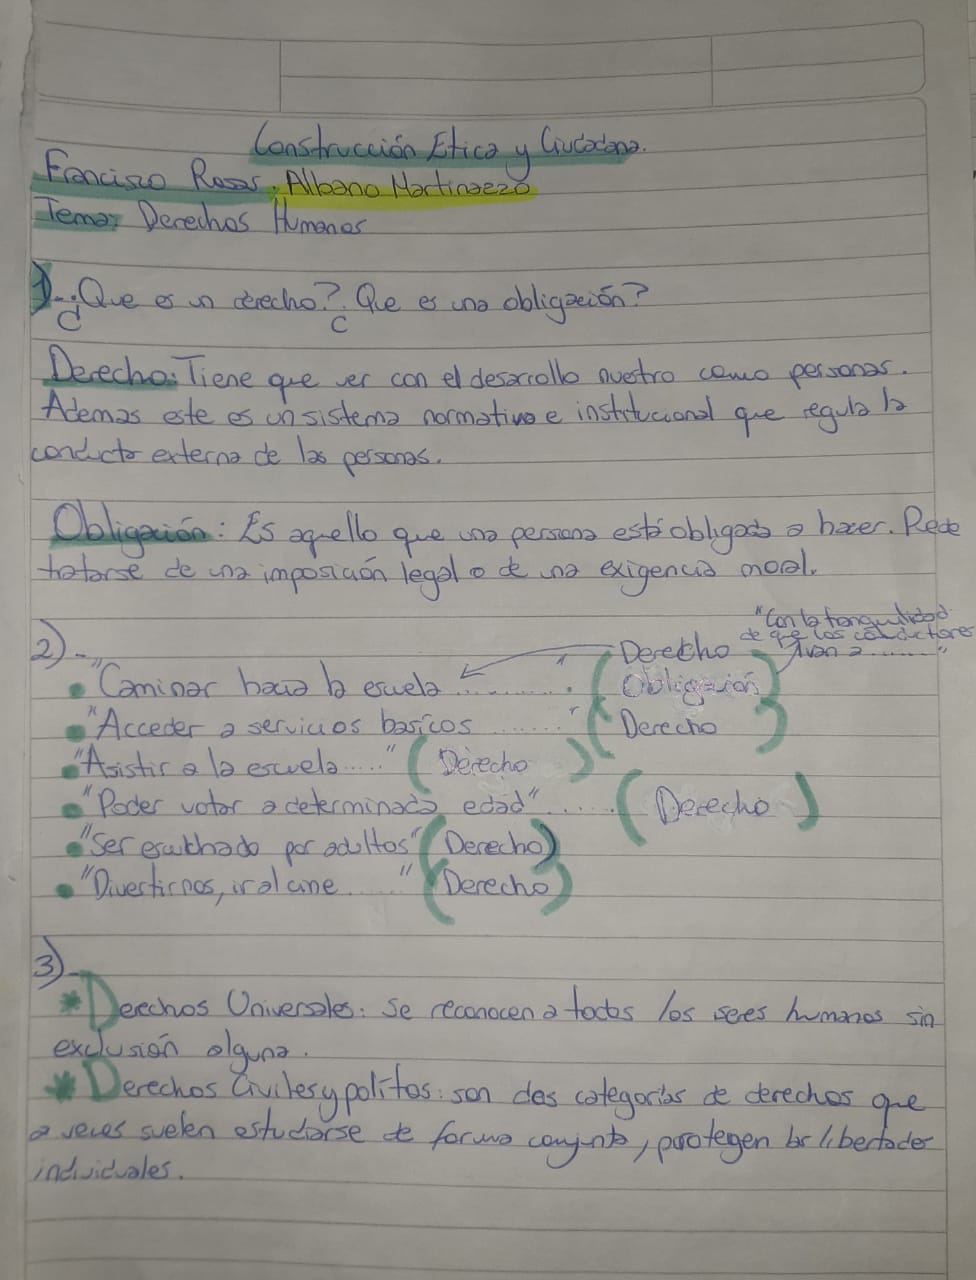 Construcción Etica y Ciudadana.
Francisco Rosas. Albano Martinazzo
Tema: Derechos Humanos
1-. ¿Que es un derecho? ¿Que es una obligación?
Derecho: Tiene que ver con el desarollo nuestro como personas.
Ademas este es un sistema normativo e institucional que regula la
conducta externa de las personas.
Obligación: Es aquello que una persona está obligada a hacer. Puede
tratarse de una imposición legal o de una exigencia moral.
2)-
"Con la tranquilidad
de que los conductores
Derecho
"Caminar hacia la escuela ............" (Obligación)
"Acceder a servicios basicos .........." (Derecho)
"Asistir a la escuela....." (Derecho)
"Poder votar a determinada edad"..... (Derecho)
"Ser escuchado por adultos" (Derecho)
"Divertirnos, ir al cine ....." (Derecho)
3)-
* Derechos Universales: se reconocen a todos los seres humanos sin
exclusión alguna.
* Derechos Civiles y politos: son dos categorías de derechos que
a veces suelen estudiarse de forma conjunta, protegen las libertades
individuales.